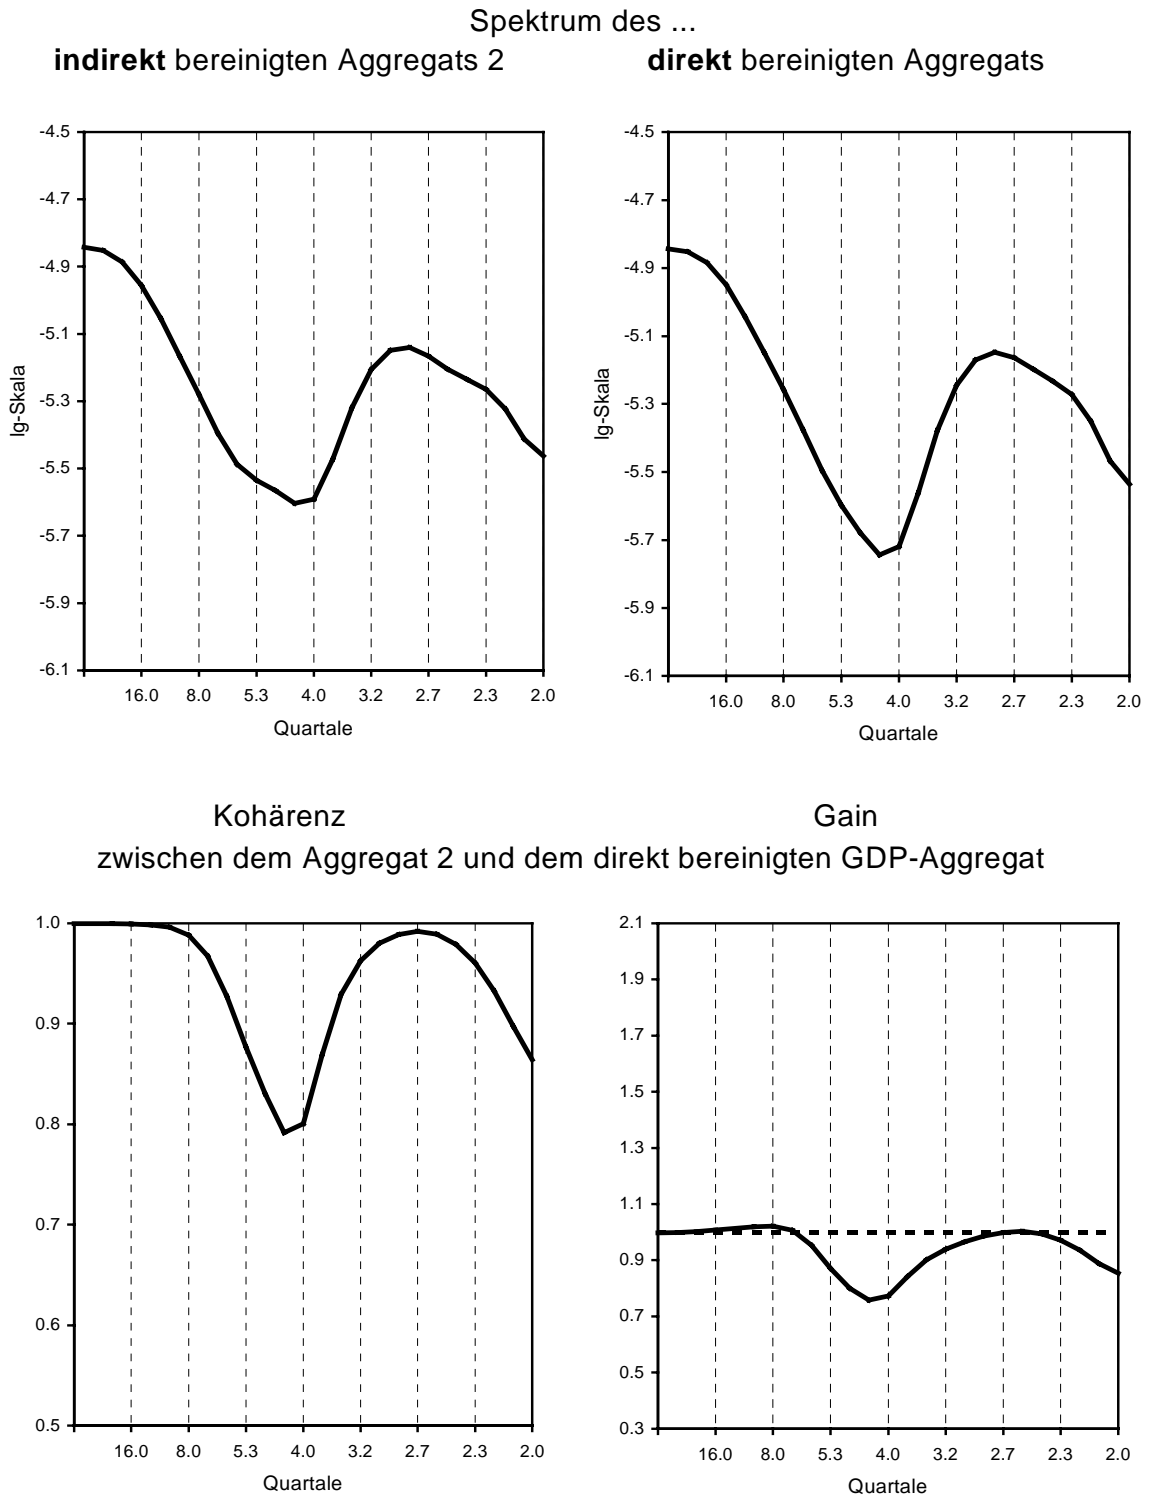 Spektrum des ...
indirekt bereinigten Aggregats 2
direkt bereinigten Aggregats
-4.5
-4.7
-4.9
-5.1
-5.3
-5.5
-5.7
-5.9
-6.1
lg-Skala
16.0 8.0 5.3 4.0 3.2 2.7 2.3 2.0
Quartale
-4.5
-4.7
-4.9
-5.1
-5.3
-5.5
-5.7
-5.9
-6.1
lg-Skala
16.0 8.0 5.3 4.0 3.2 2.7 2.3 2.0
Quartale
Kohärenz
Gain
zwischen dem Aggregat 2 und dem direkt bereinigten GDP-Aggregat
1.0
0.9
0.8
0.7
0.6
0.5
16.0 8.0 5.3 4.0 3.2 2.7 2.3 2.0
Quartale
2.1
1.9
1.7
1.5
1.3
1.1
0.9
0.7
0.5
0.3
16.0 8.0 5.3 4.0 3.2 2.7 2.3 2.0
Quartale